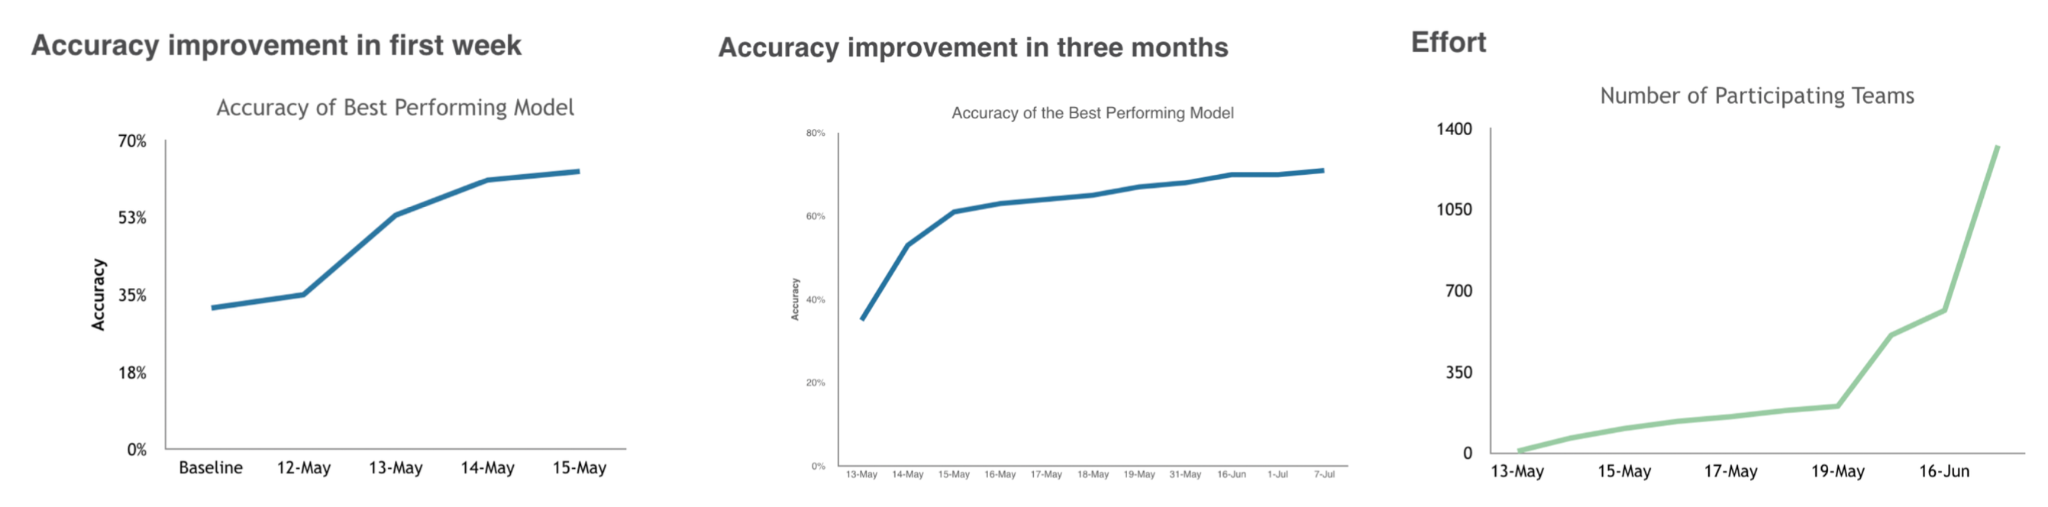 Accuracy improvement in first week
Accuracy of Best Performing Model
70%
53%
35%
18%
0%
Accuracy
Baseline 12-May 13-May 14-May 15-May
Accuracy improvement in three months
Accuracy of the Best Performing Model
80%
60%
40%
20%
0%
Accuracy
13-May 14-May 15-May 16-May 17-May 18-May 19-May 31-May 16-Jun 1-Jul 7-Jul
Effort
Number of Participating Teams
1400
1050
700
350
0
13-May 15-May 17-May 19-May 16-Jun